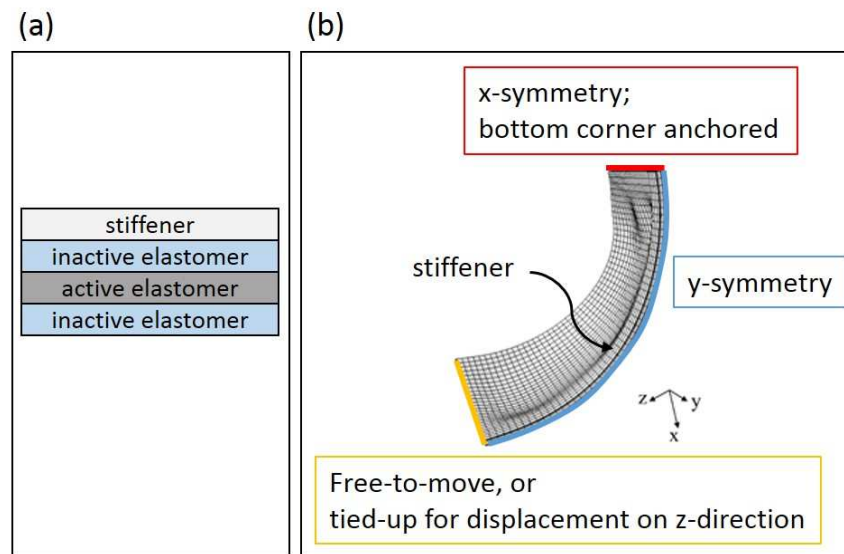 (a)
(b)
stiffener
inactive elastomer
active elastomer
inactive elastomer
x-symmetry;
bottom corner anchored
stiffener
y-symmetry
z
y
x
Free-to-move, or
tied-up for displacement on z-direction